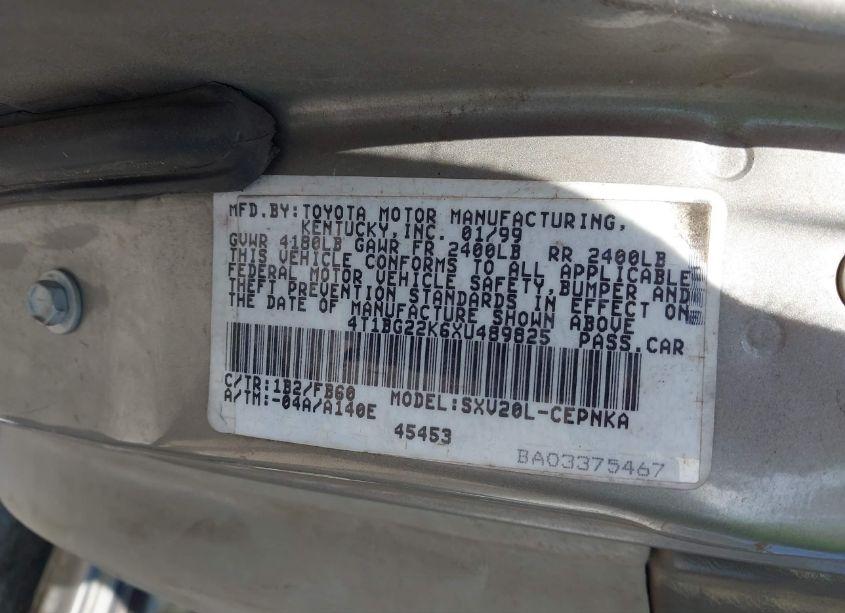 MFD.BY:TOYOTA MOTOR MANUFACTURING,
KENTUCKY, INC. 01/99
GVWR 4180LB GAWR FR 2400LB RR 2400LB
THIS VEHICLE CONFORMS TO ALL APPLICABLE
FEDERAL MOTOR VEHICLE SAFETY,BUMPER,AND
THEFT PREVENTION STANDARDS IN EFFECT ON
THE DATE OF MANUFACTURE SHOWN ABOVE
4T1BG22K6XU489825 PASS.CAR
C/TR:1B2/FB60
A/TM:-04A/A140E MODEL:SXV20L-CEPNKA
45453
BAO3375467